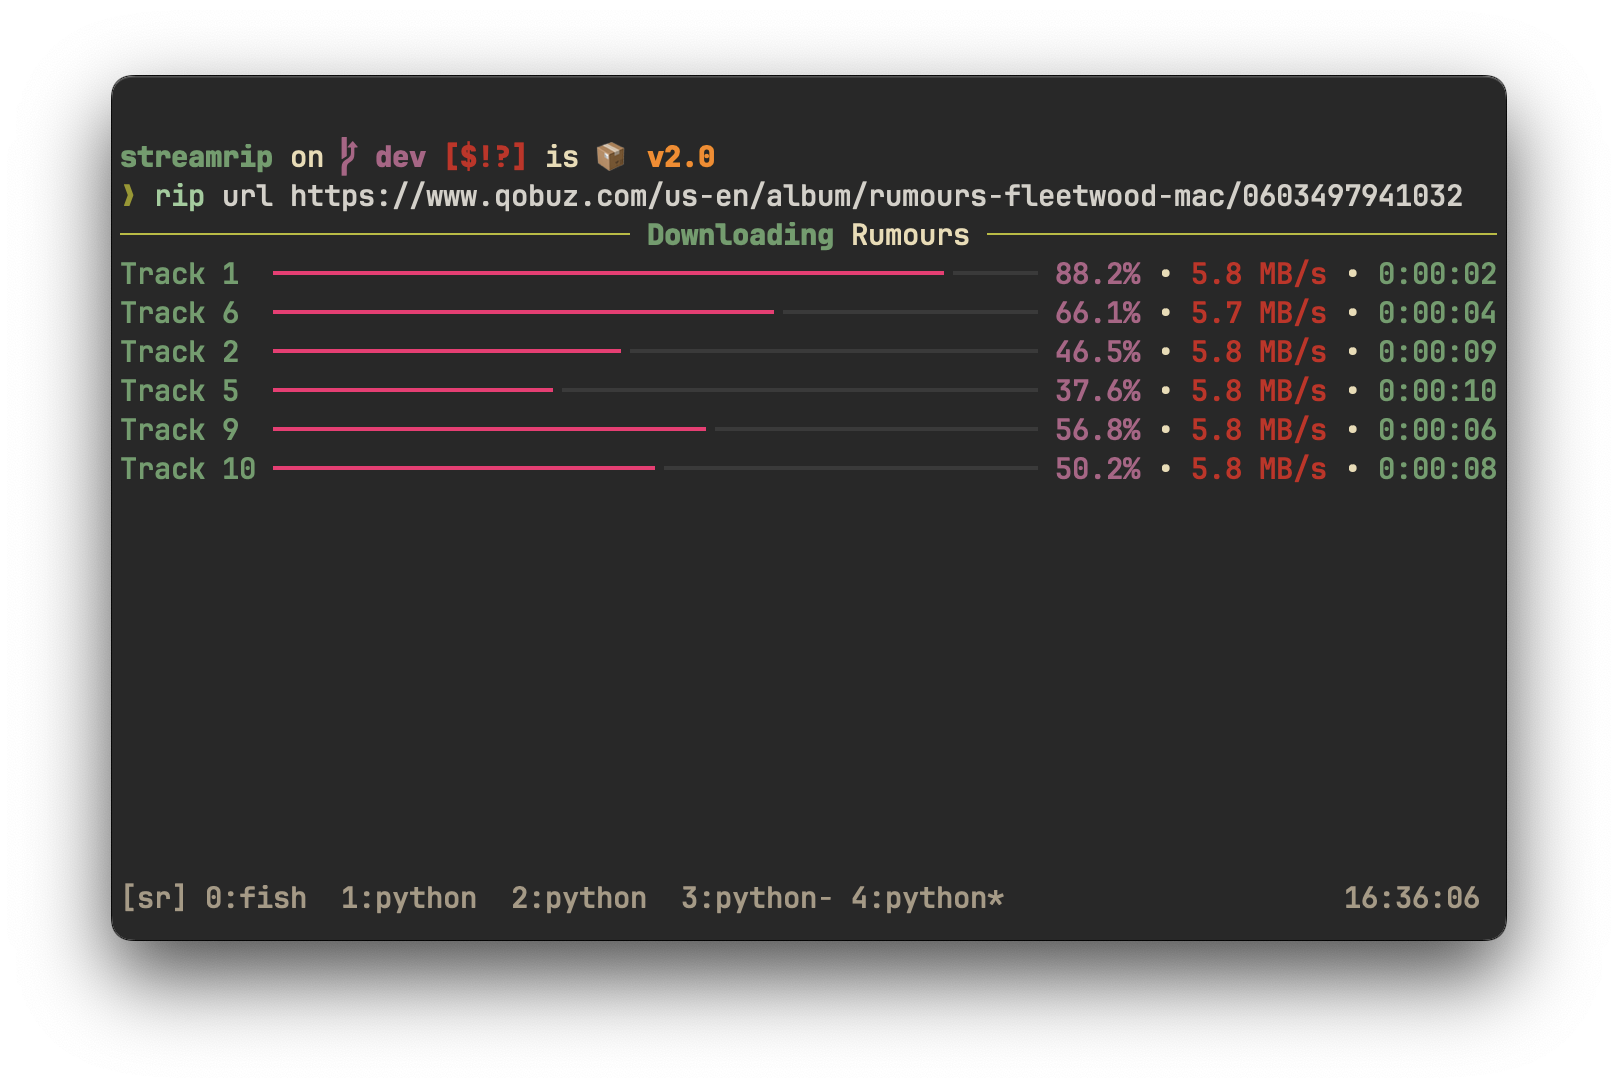 streamrip on dev [$!?] is 📦 v2.0
❯ rip url https://www.qobuz.com/us-en/album/rumours-fleetwood-mac/0603497941032
Downloading Rumours
Track 1 88.2% • 5.8 MB/s • 0:00:02
Track 6 66.1% • 5.7 MB/s • 0:00:04
Track 2 46.5% • 5.8 MB/s • 0:00:09
Track 5 37.6% • 5.8 MB/s • 0:00:10
Track 9 56.8% • 5.8 MB/s • 0:00:06
Track 10 50.2% • 5.8 MB/s • 0:00:08
[sr] 0:fish 1:python 2:python 3:python- 4:python* 16:36:06